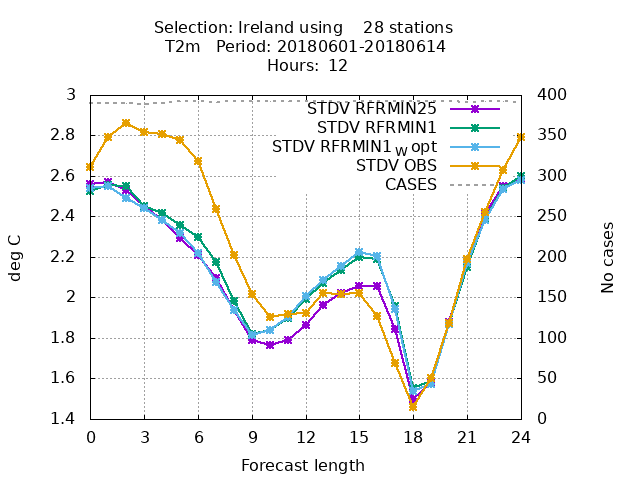 Selection: Ireland using 28 stations
T2m Period: 20180601-20180614
Hours: 12
3
2.8
2.6
2.4
2.2
2
1.8
1.6
1.4
deg C
STDV RFRMIN25
STDV RFRMIN1
STDV RFRMIN1 W opt
STDV OBS
CASES
400
350
300
250
200
150
100
50
0
No cases
0 3 6 9 12 15 18 21 24
Forecast length